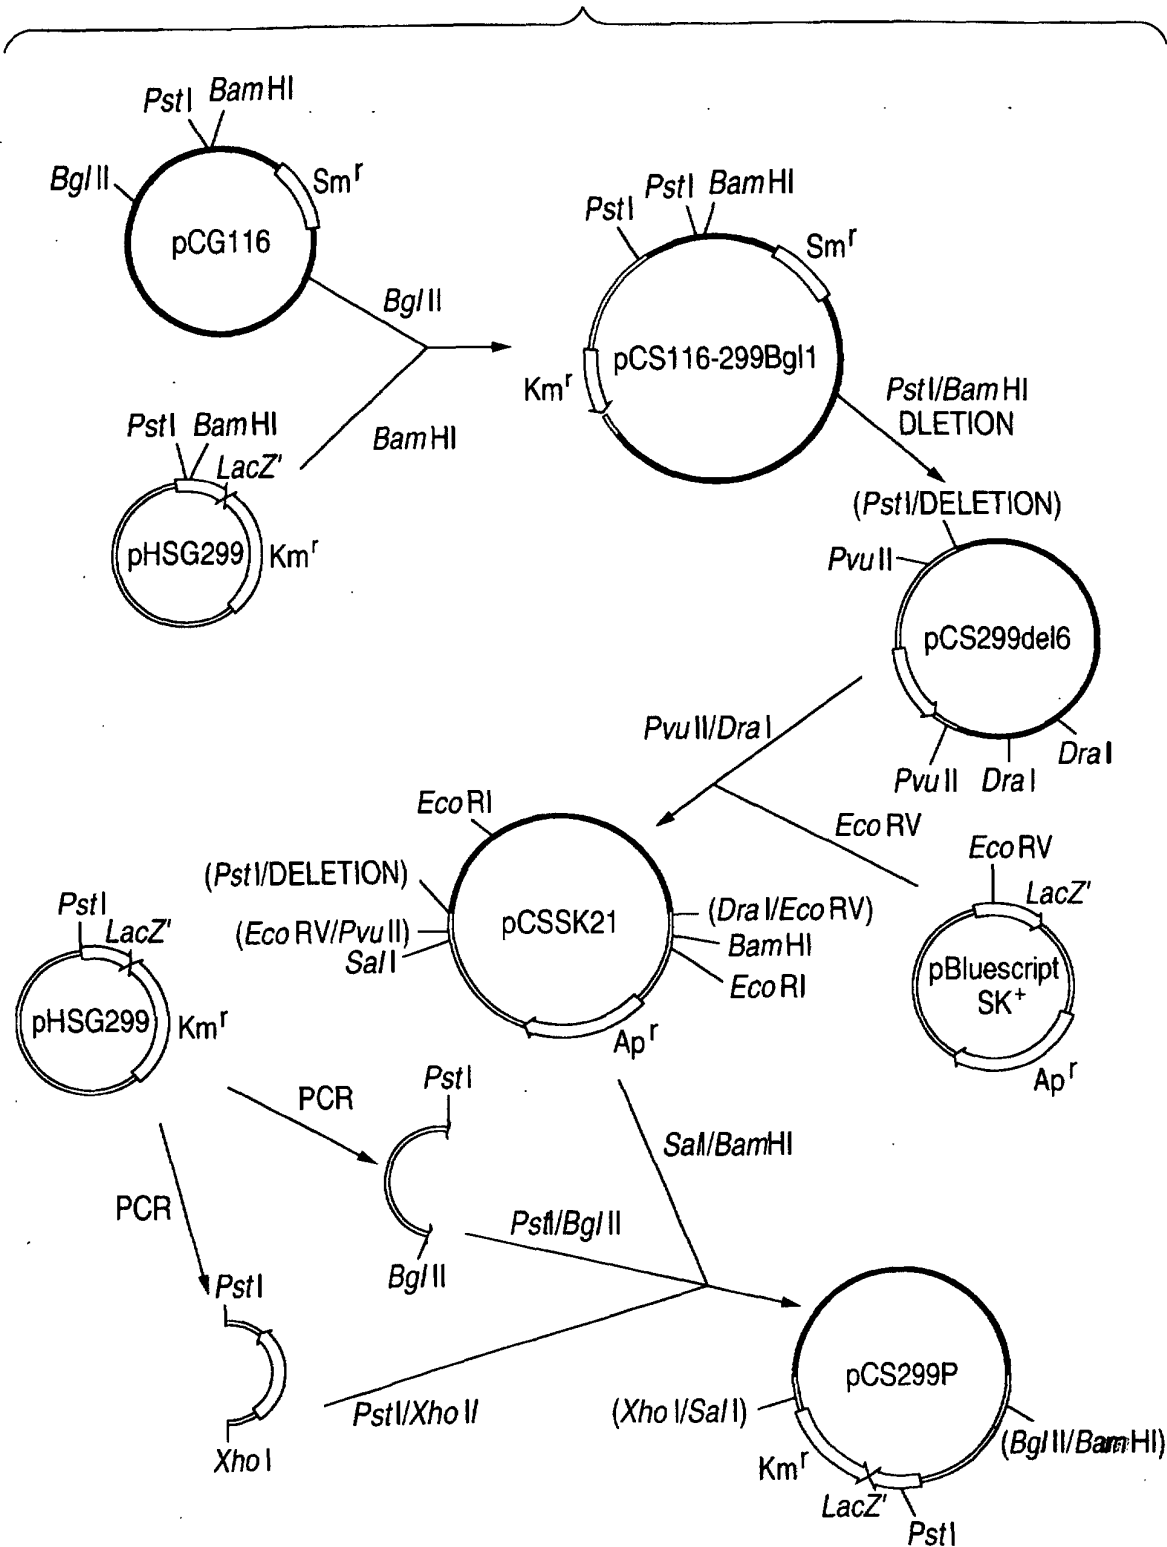 PstI BamHI
BglII
Smʳ
pCG116
BglII
PstI BamHI
LacZ'
BamHI
pHSG299
Kmʳ
PstI
PstI BamHI
Smʳ
pCS116-299Bgl1
Kmʳ
PstI/BamHI
DLETION
(PstI/DELETION)
PvuII
pCS299del6
PvuII
DraI
DraI
PvuII/DraI
EcoRV
EcoRI
(PstI/DELETION)
(EcoRV/PvuII)
SalI
pCSSK21
(DraI/EcoRV)
BamHI
EcoRI
Apʳ
EcoRV
LacZ'
pBluescript
SK⁺
Apʳ
PstI
LacZ'
pHSG299
Kmʳ
PCR
PstI
BglII
PCR
PstI
XhoI
SalI/BamHI
PstI/BglII
PstI/XhoI/
pCS299P
(XhoI/SalI)
(BglII/BamHI)
Kmʳ
LacZ'
PstI